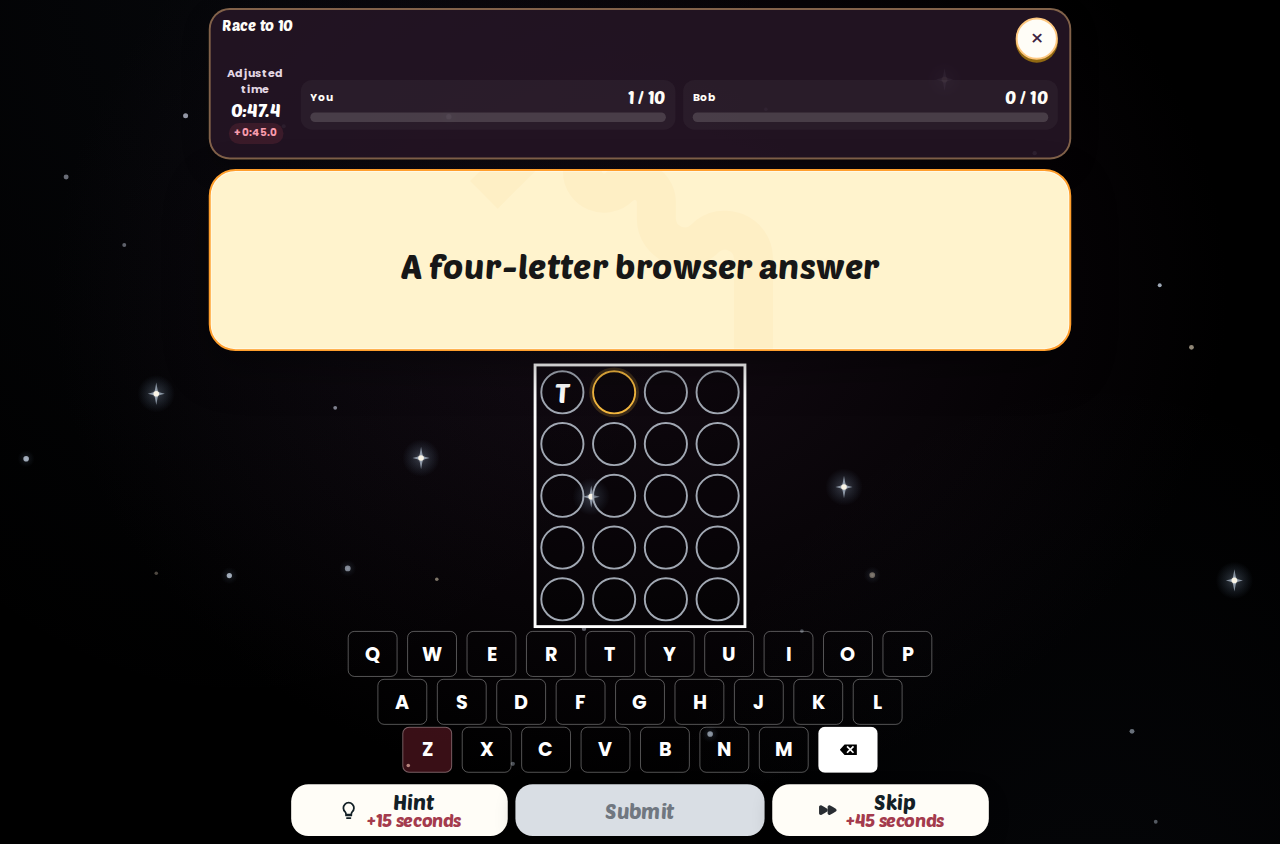 Race to 10
×
Adjusted
time
0:47.4
+0:45.0
You
1 / 10
Bob
0 / 10
A four-letter browser answer
T
Q W E R T Y U I O P
A S D F G H J K L
Z X C V B N M
Hint
+15 seconds
Submit
Skip
+45 seconds